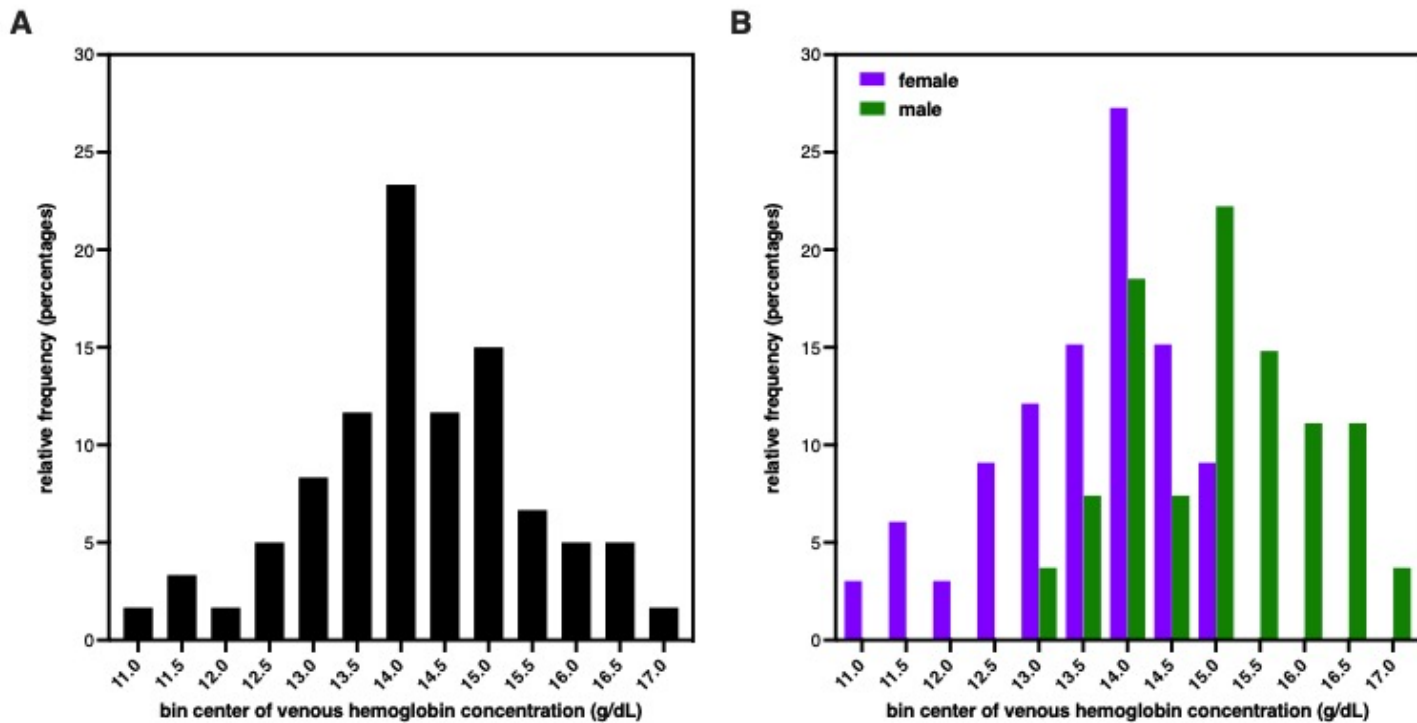 A
30
25
20
15
10
5
0
relative frequency (percentages)
11.0 11.5 12.0 12.5 13.0 13.5 14.0 14.5 15.0 15.5 16.0 16.5 17.0
bin center of venous hemoglobin concentration (g/dL)
B
female
male
30
25
20
15
10
5
0
relative frequency (percentages)
11.0 11.5 12.0 12.5 13.0 13.5 14.0 14.5 15.0 15.5 16.0 16.5 17.0
bin center of venous hemoglobin concentration (g/dL)